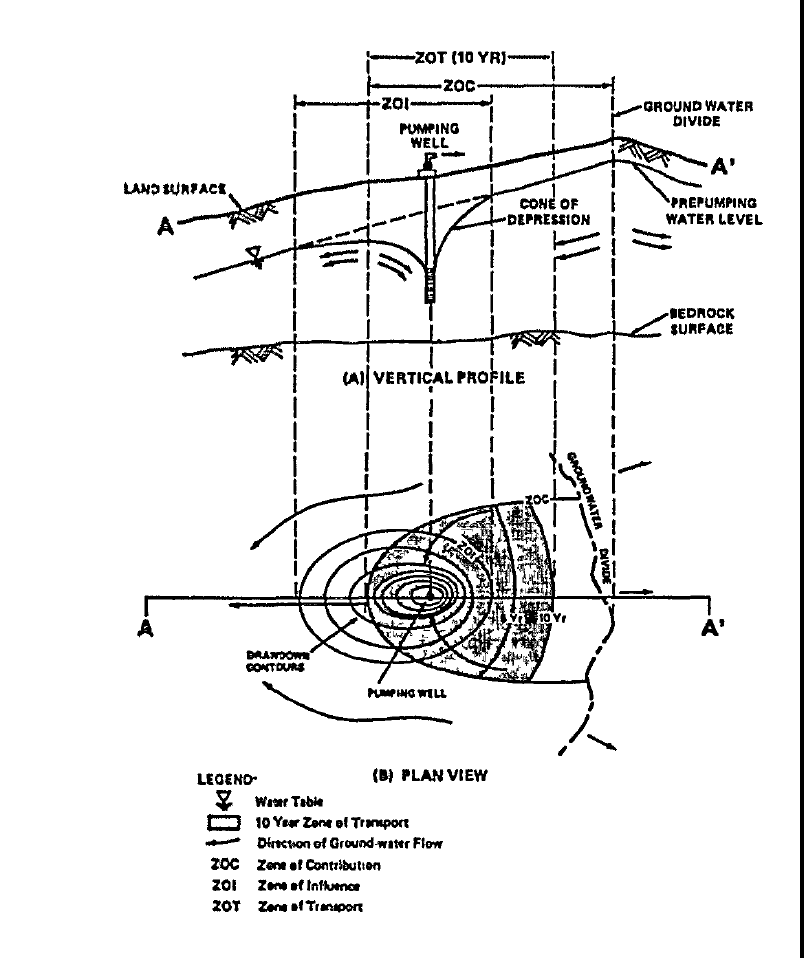 ZOT (10 YR)
ZOC
ZOI
GROUND WATER
DIVIDE
PUMPING
WELL
A'
LAND SURFACE
CONE OF
DEPRESSION
PREPUMPING
WATER LEVEL
A
BEDROCK
SURFACE
(A) VERTICAL PROFILE
GROUNDWATER
DIVIDE
ZOC
ZOI
5 Yr
10 Yr
A
A'
DRAWDOWN
CONTOURS
PUMPING WELL
(B) PLAN VIEW
LEGEND-
Water Table
10 Year Zone of Transport
Direction of Ground-water Flow
ZOC Zone of Contribution
ZOI Zone of Influence
ZOT Zone of Transport